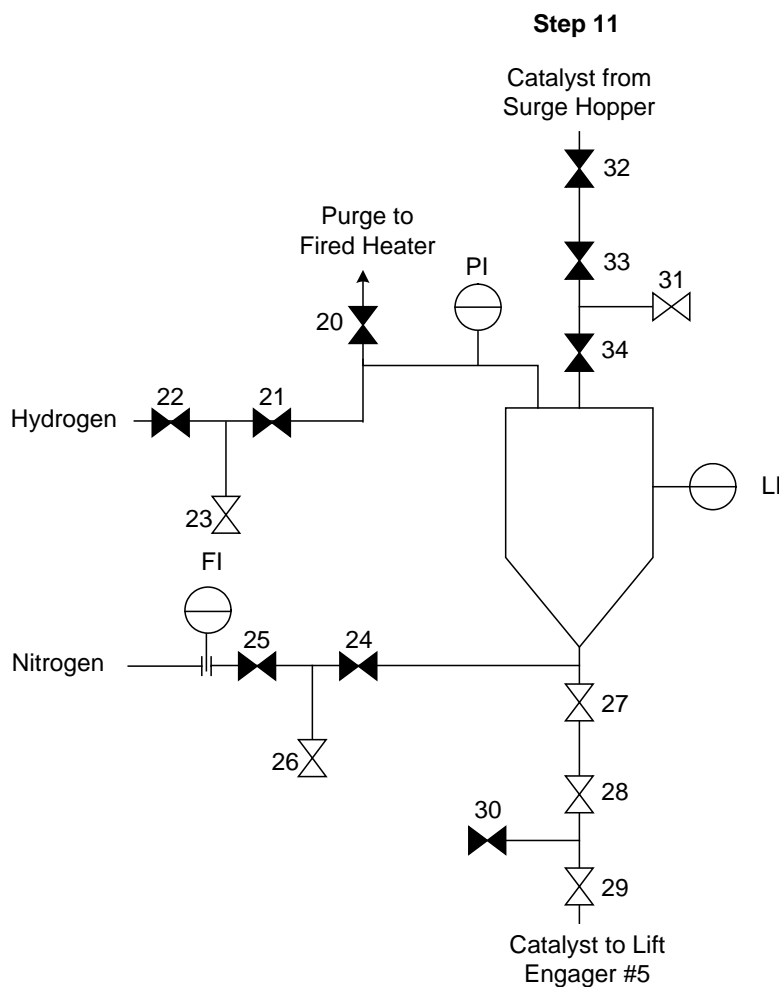 Step 11
Catalyst from
Surge Hopper
32
Purge to
Fired Heater
PI
33
31
20
34
22
21
Hydrogen
LI
23
FI
25
24
Nitrogen
27
26
28
30
29
Catalyst to Lift
Engager #5